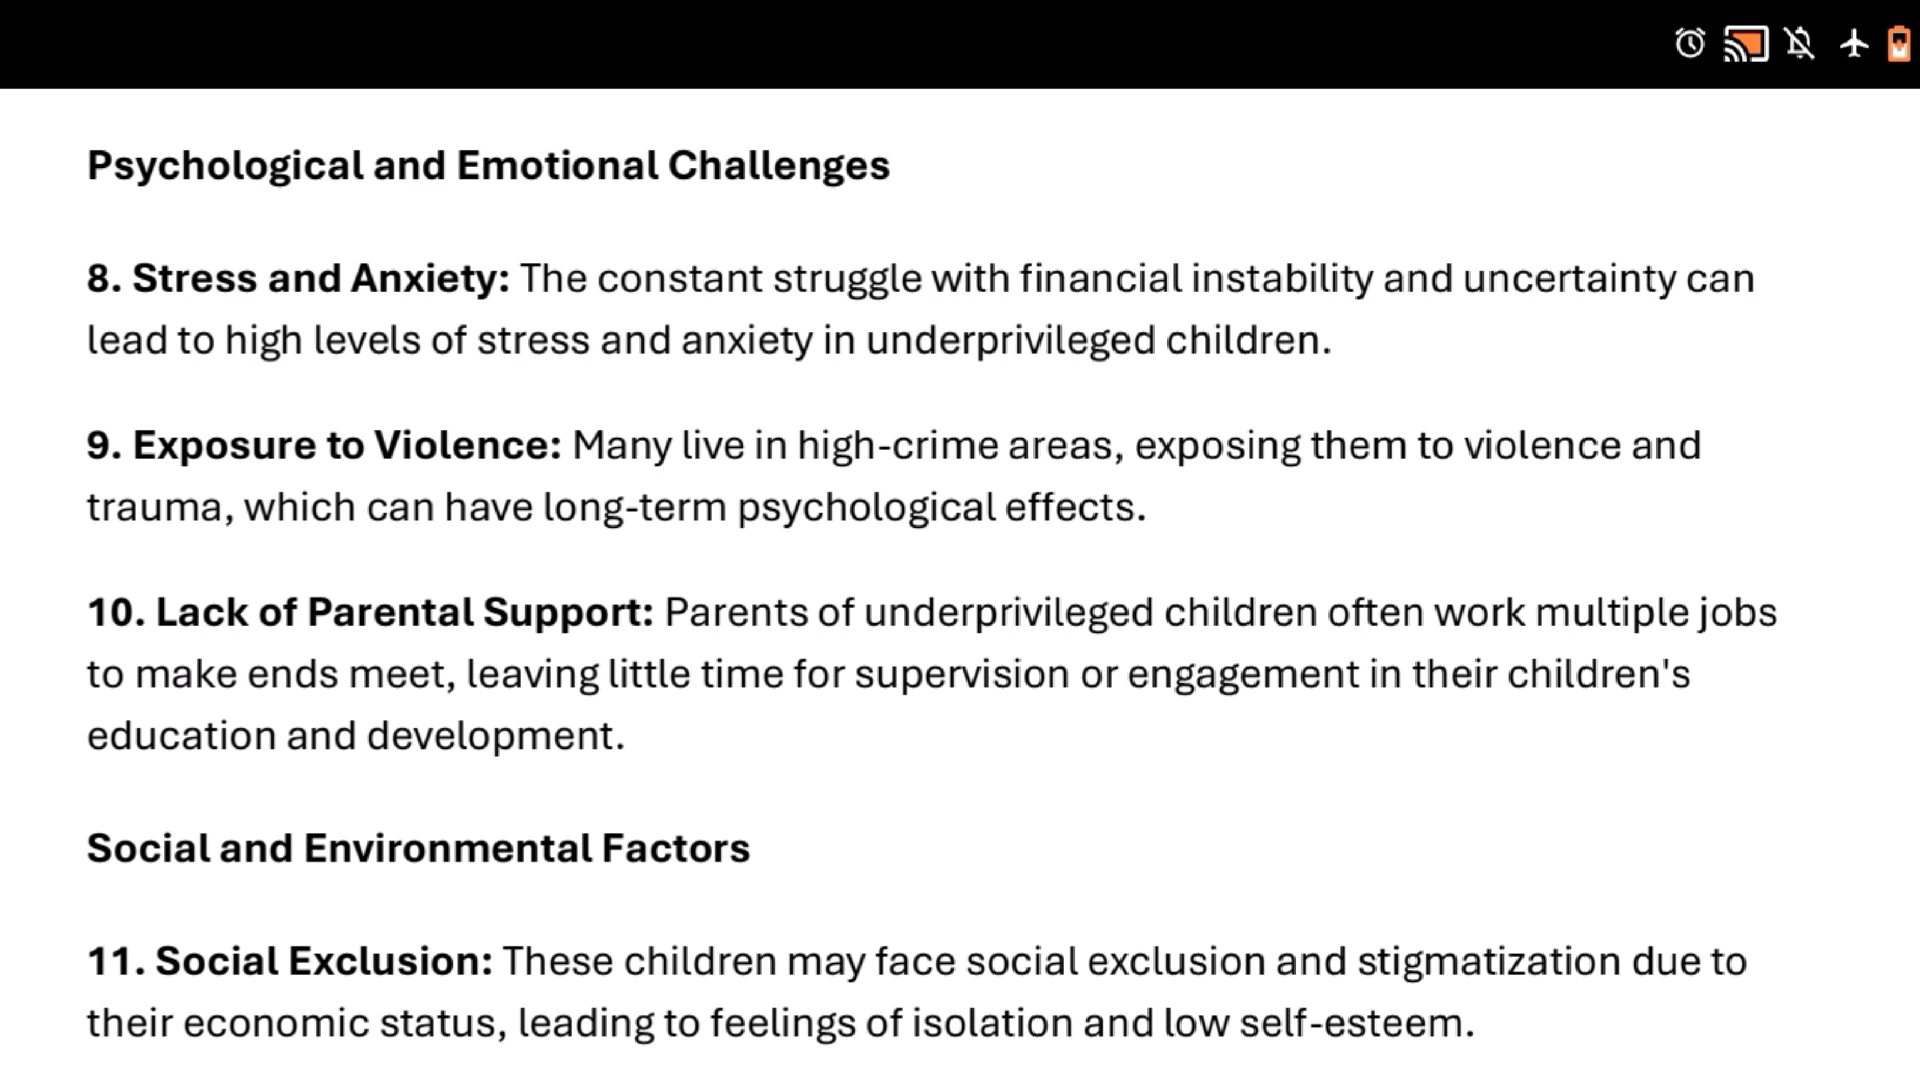 Psychological and Emotional Challenges
8. Stress and Anxiety: The constant struggle with financial instability and uncertainty can
lead to high levels of stress and anxiety in underprivileged children.
9. Exposure to Violence: Many live in high-crime areas, exposing them to violence and
trauma, which can have long-term psychological effects.
10. Lack of Parental Support: Parents of underprivileged children often work multiple jobs
to make ends meet, leaving little time for supervision or engagement in their children's
education and development.
Social and Environmental Factors
11. Social Exclusion: These children may face social exclusion and stigmatization due to
their economic status, leading to feelings of isolation and low self-esteem.